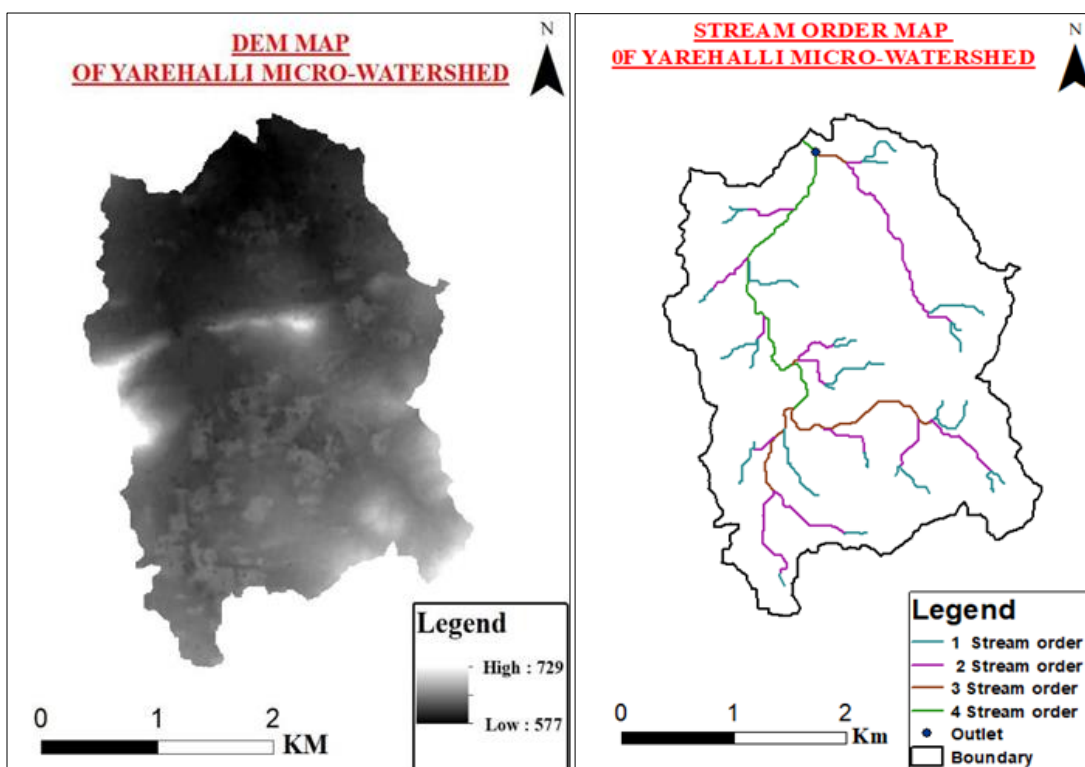 DEM MAP
OF YAREHALLI MICRO-WATERSHED
N
Legend
High : 729
Low : 577
0 1 2
KM
STREAM ORDER MAP
0F YAREHALLI MICRO-WATERSHED
N
Legend
1 Stream order
2 Stream order
3 Stream order
4 Stream order
Outlet
Boundary
0 1 2
Km